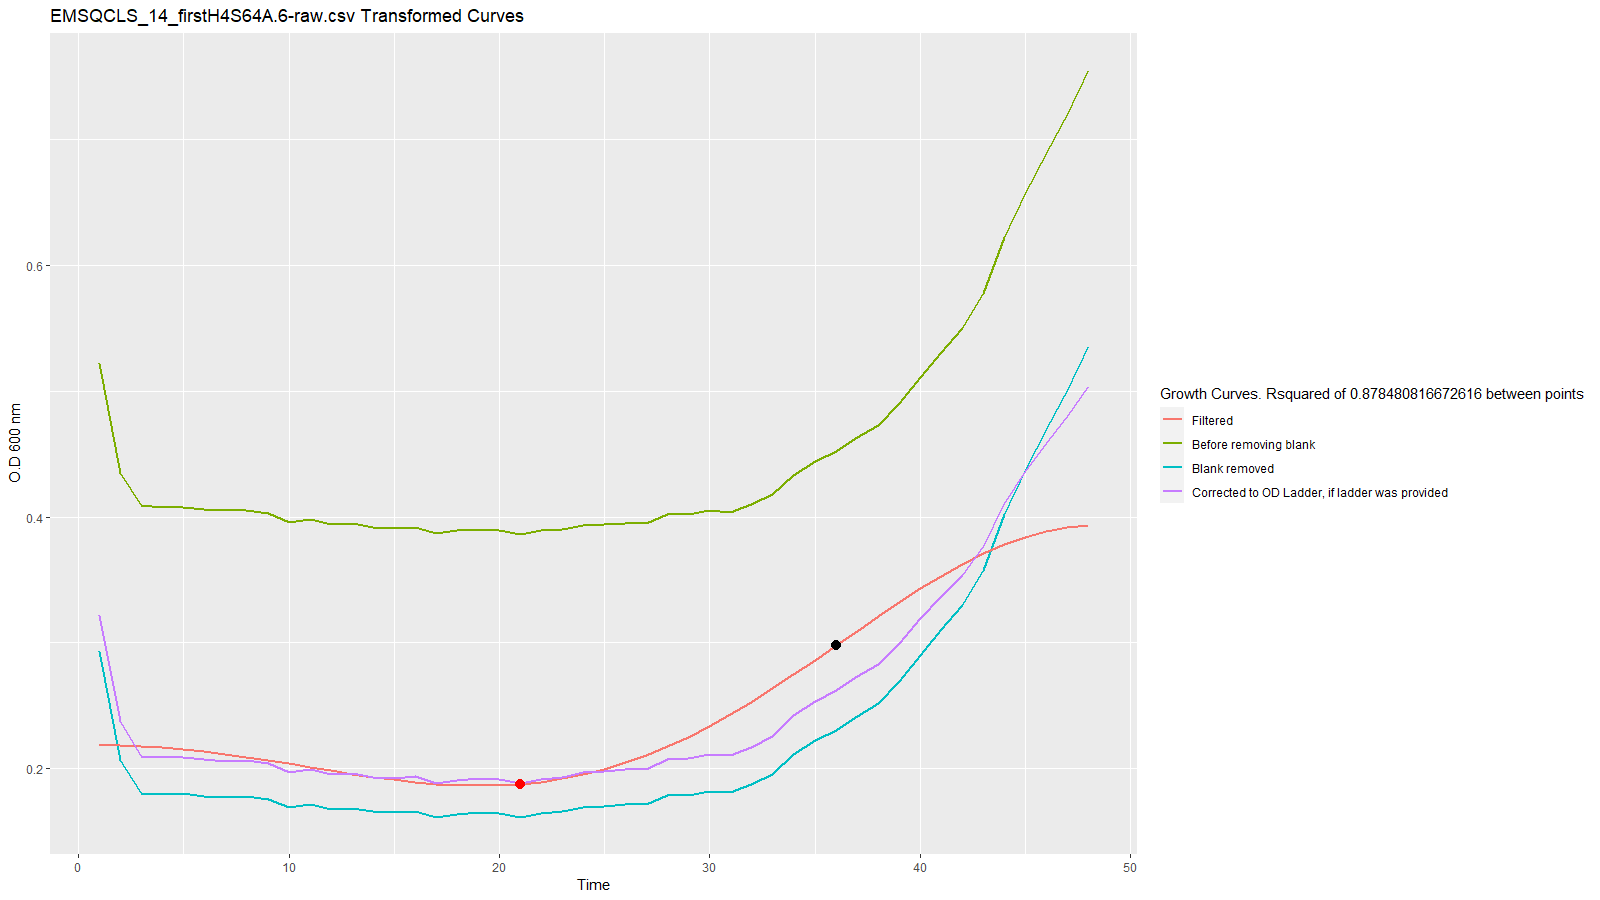 EMSQCLS_14_firstH4S64A.6-raw.csv Transformed Curves
O.D 600 nm
0.6
0.4
0.2
0 10 20 30 40 50
Time
Growth Curves. Rsquared of 0.878480816672616 between points
Filtered
Before removing blank
Blank removed
Corrected to OD Ladder, if ladder was provided